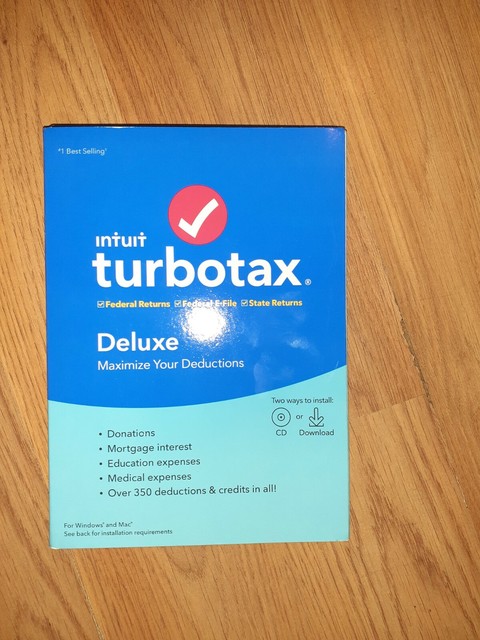 #1 Best Selling†
ıntuıt
turbotax®
☑ Federal Returns ☑ Federal E-File ☑ State Returns
Deluxe
Maximize Your Deductions
Two ways to install:
or
CD Download
• Donations
• Mortgage interest
• Education expenses
• Medical expenses
• Over 350 deductions & credits in all!
For Windows® and Mac®
See back for installation requirements